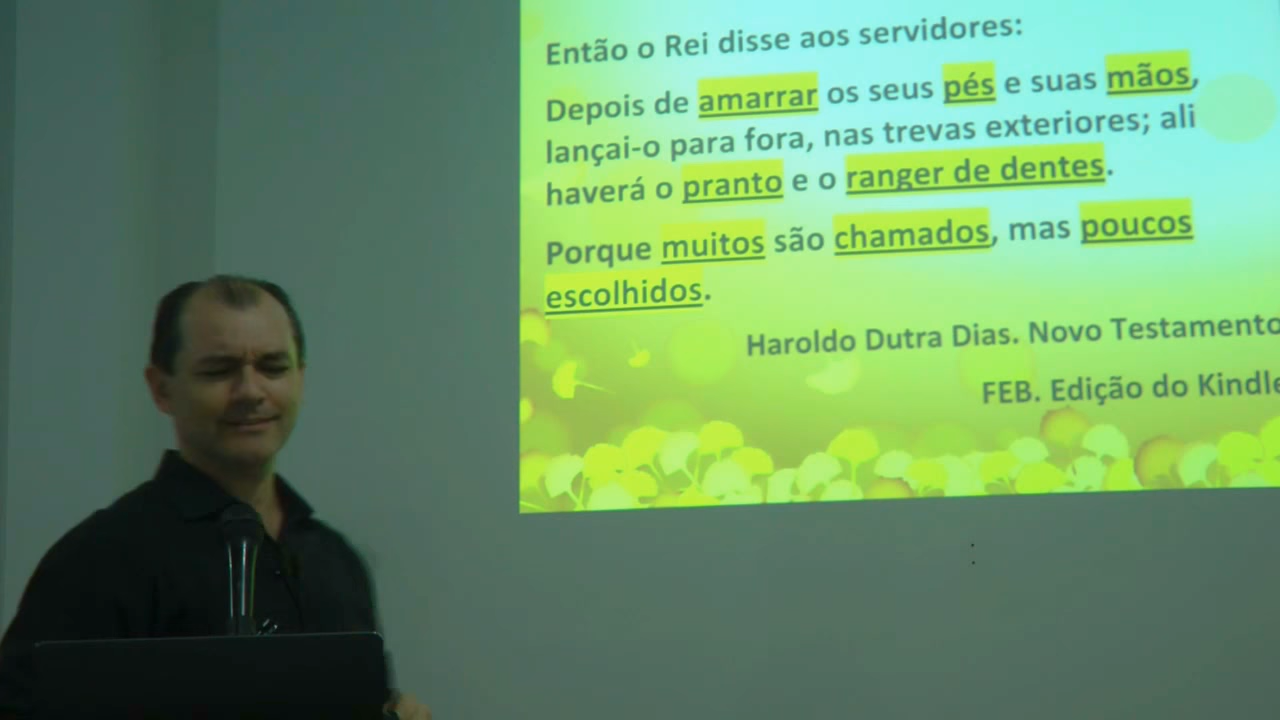 Então o Rei disse aos servidores:
Depois de amarrar os seus pés e suas mãos,
lançai-o para fora, nas trevas exteriores; ali
haverá o pranto e o ranger de dentes.
Porque muitos são chamados, mas poucos
escolhidos.
Haroldo Dutra Dias. Novo Testamento
FEB. Edição do Kindle